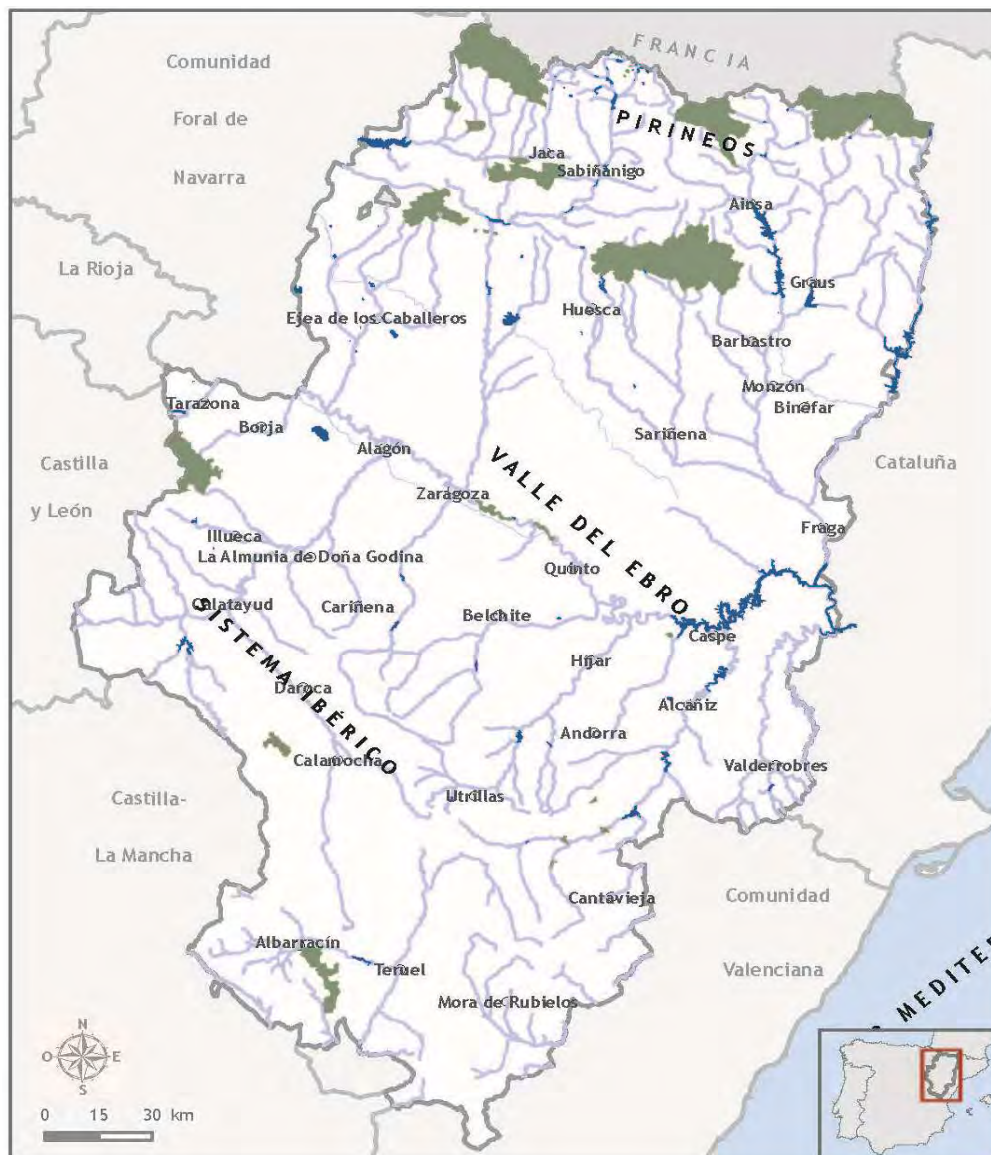 FRANCIA
Comunidad
Foral de
Navarra
PIRINEOS
Jaca
Sabiñánigo
Aínsa
La Rioja
Graus
Huesca
Ejea de los Caballeros
Barbastro
Monzón
Binéfar
Tarazona
Borja
Sariñena
Alagón
Castilla
y León
Cataluña
VALLE DEL EBRO
Zaragoza
Fraga
Illueca
La Almunia de Doña Godina
Quinto
Calatayud
Cariñena
Belchite
Caspe
SISTEMA IBÉRICO
Híjar
Daroca
Alcañiz
Andorra
Calamocha
Valderrobres
Utrillas
Castilla-
La Mancha
Cantavieja
Comunidad
Valenciana
Albarracín
Teruel
Mora de Rubielos
MEDITER
N
O
E
S
0 15 30 km